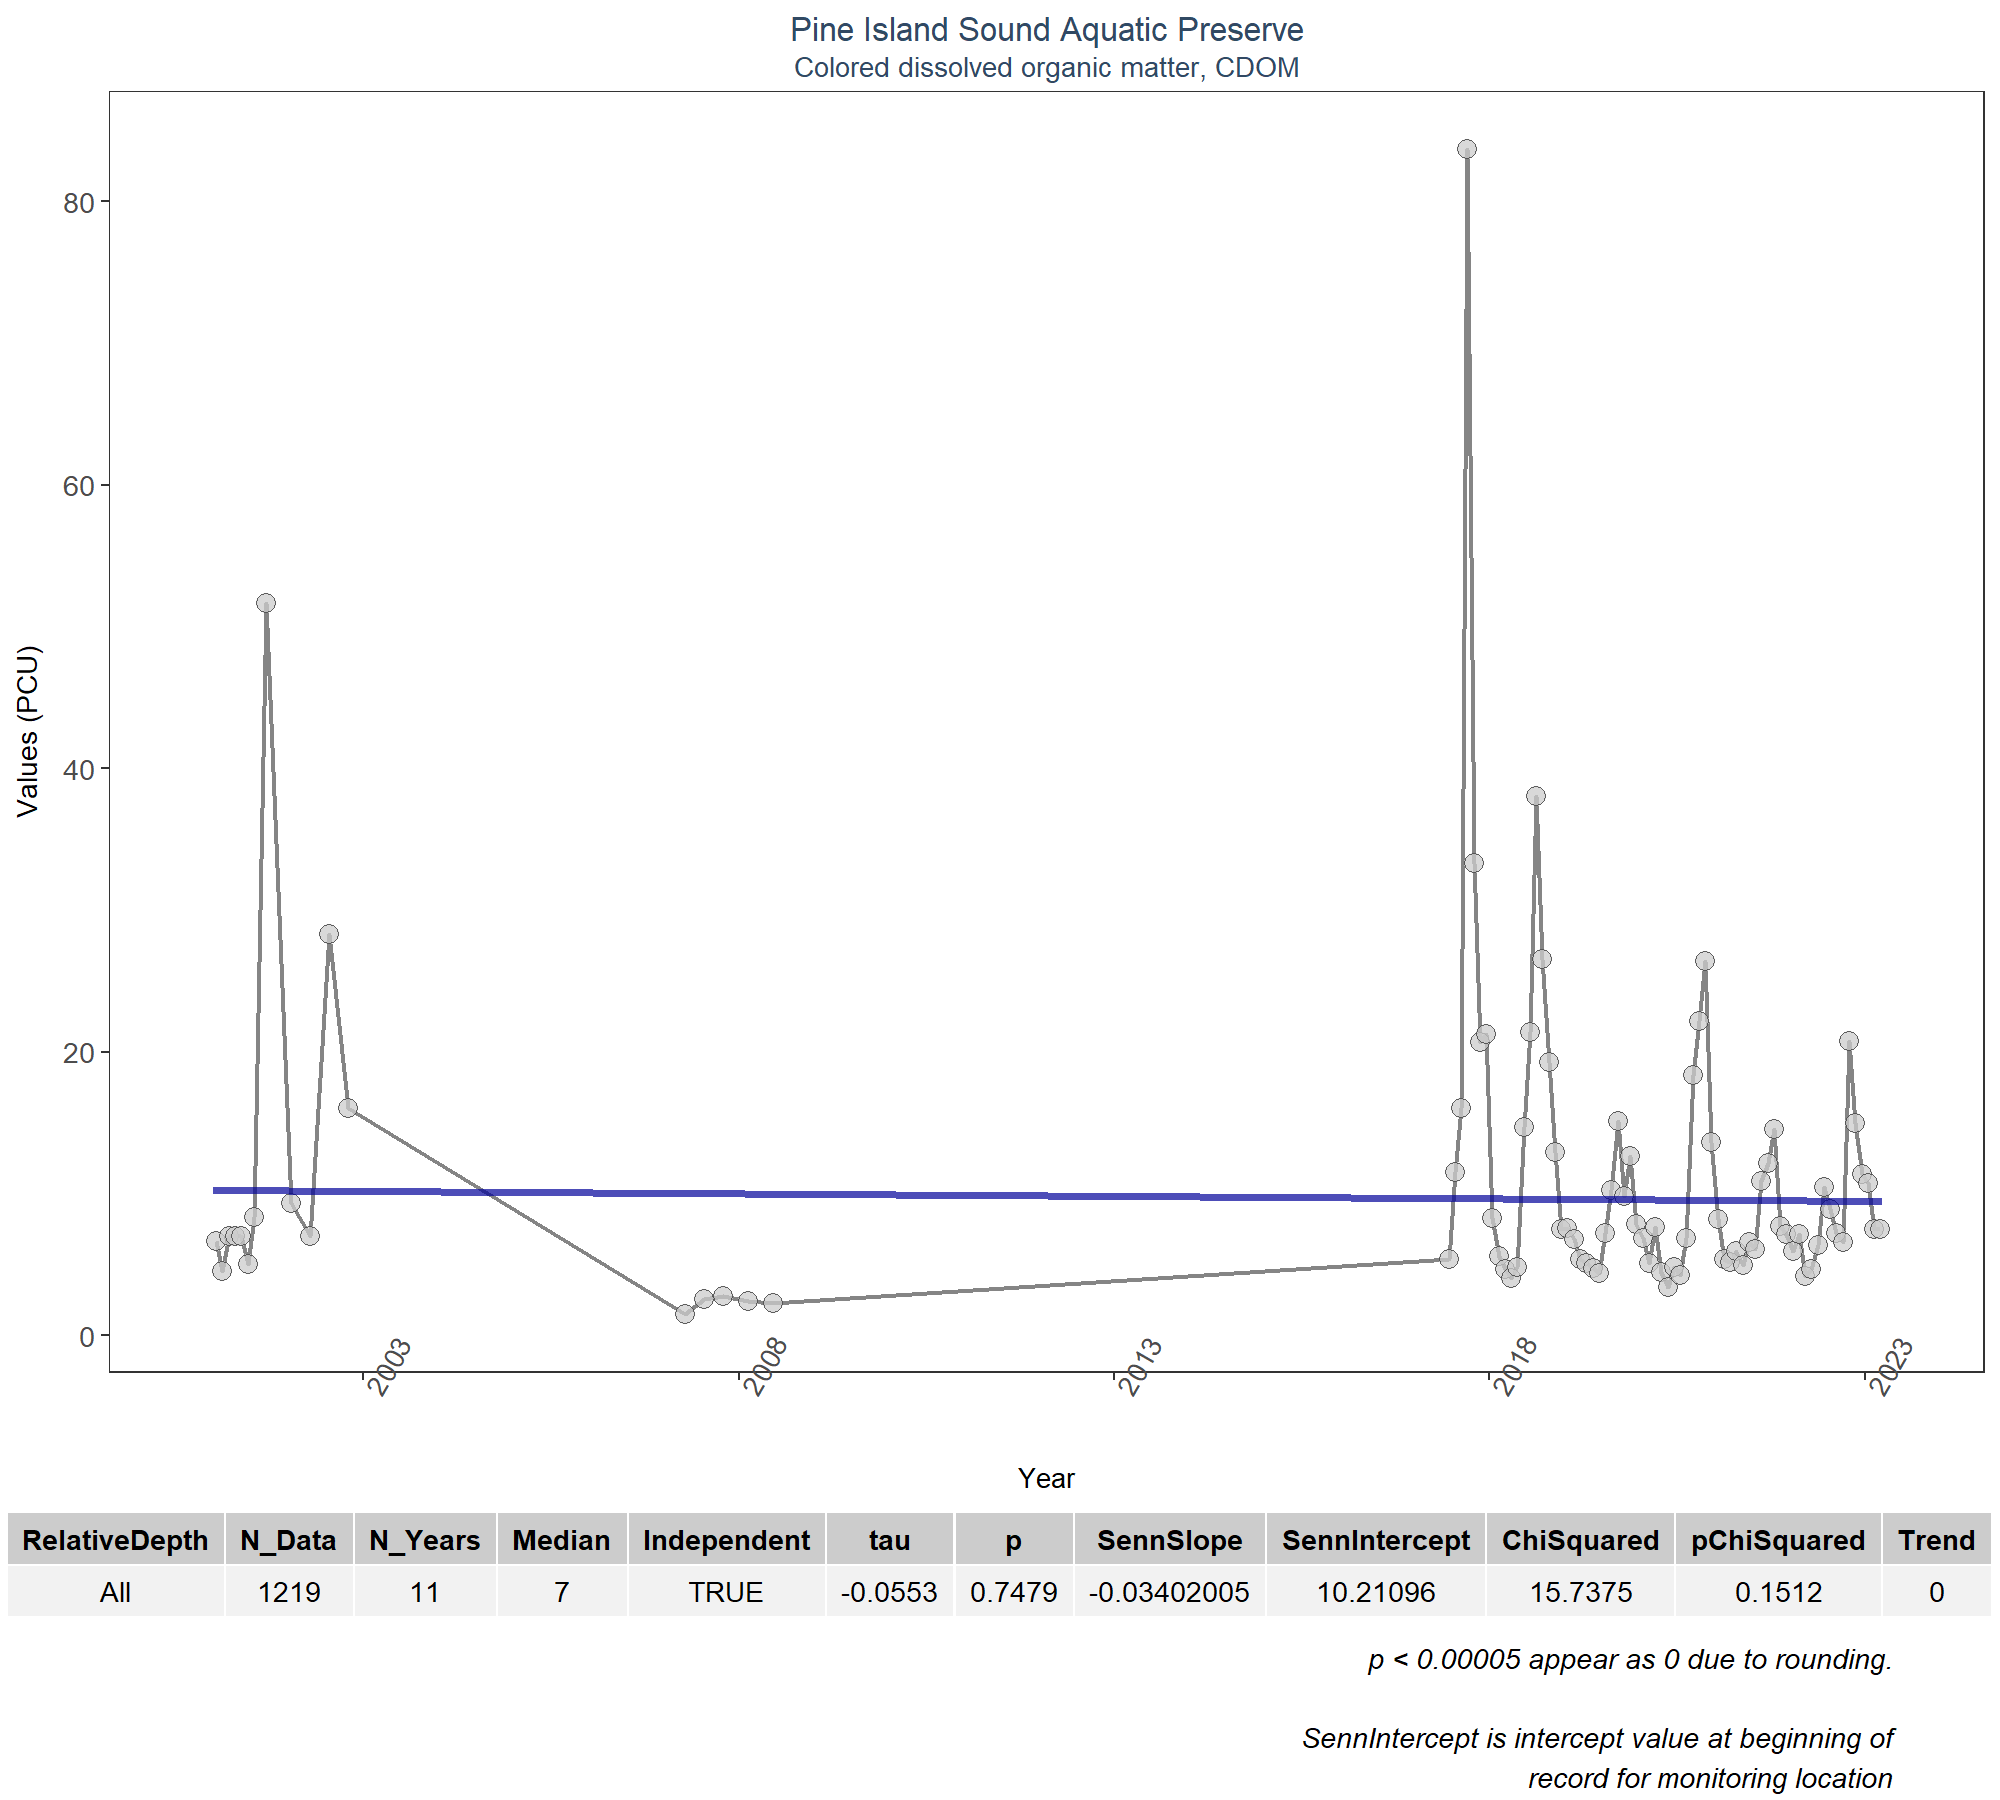 Pine Island Sound Aquatic Preserve
Colored dissolved organic matter, CDOM
Values (PCU)
80
60
40
20
0
2003 2008 2013 2018 2023
Year
RelativeDepth N_Data N_Years Median Independent tau p SennSlope SennIntercept ChiSquared pChiSquared Trend
All 1219 11 7 TRUE -0.0553 0.7479 -0.03402005 10.21096 15.7375 0.1512 0
p < 0.00005 appear as 0 due to rounding.
SennIntercept is intercept value at beginning of
record for monitoring location